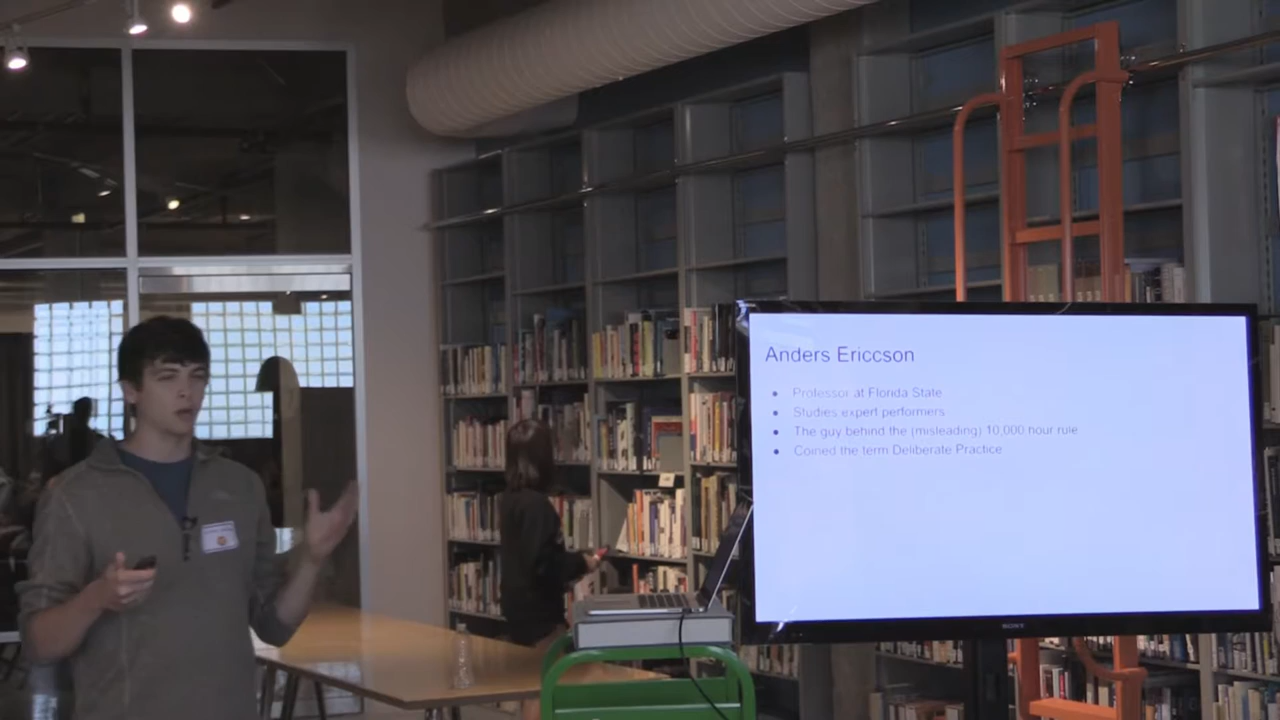 Anders Ericcson
• Professor at Florida State
• Studies expert performers
• The guy behind the (misleading) 10,000 hour rule
• Coined the term Deliberate Practice
SONY